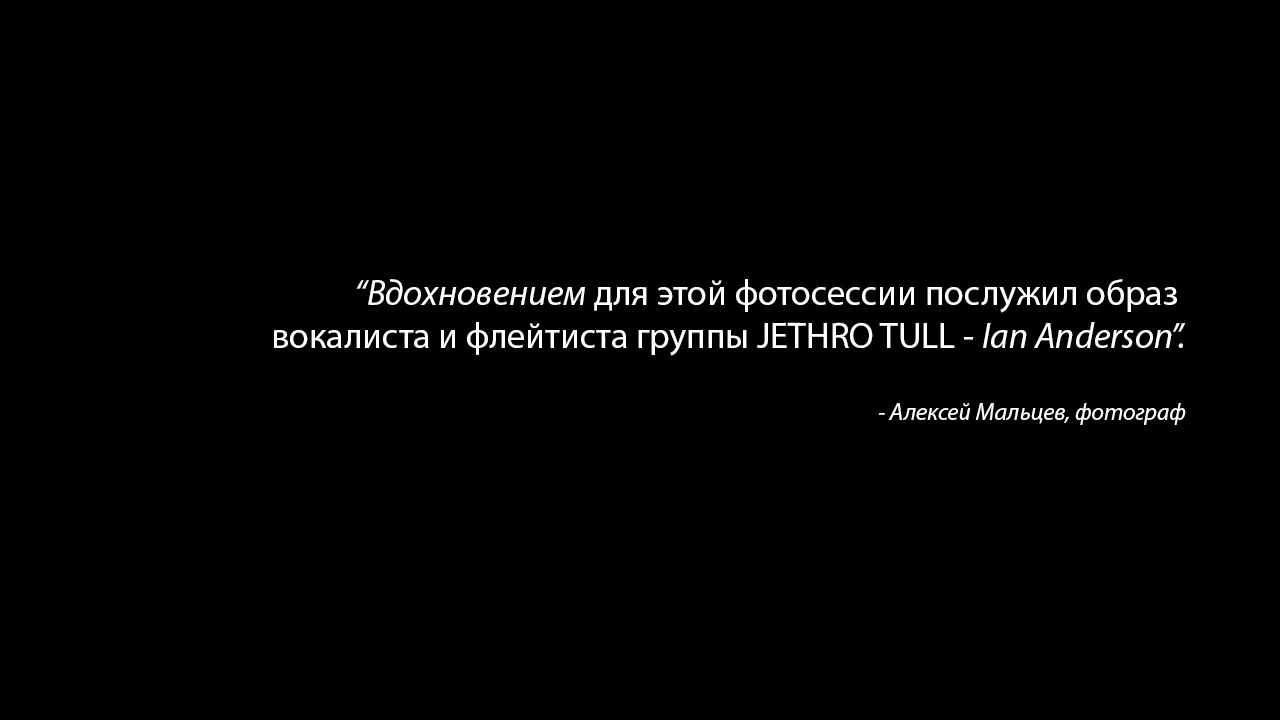 “Вдохновением для этой фотосессии послужил образ
вокалиста и флейтиста группы JETHRO TULL - Ian Anderson”.
- Алексей Мальцев, фотограф